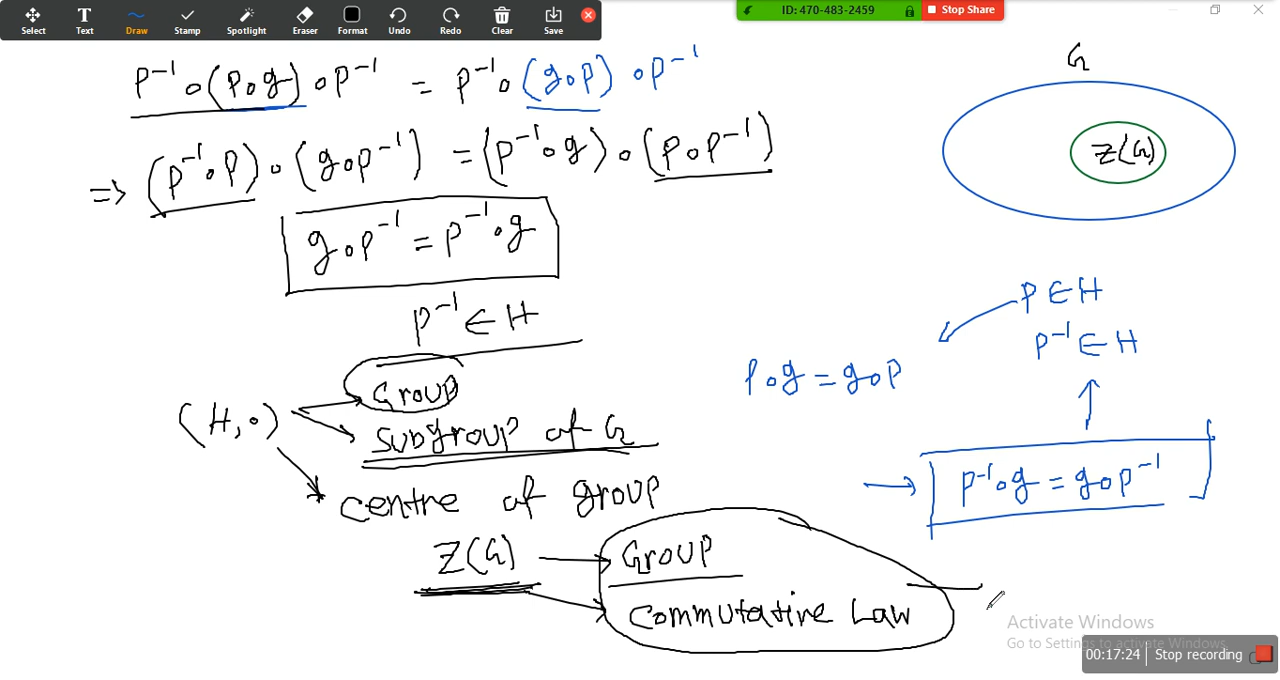 Select Text Draw Stamp Spotlight Eraser Format Undo Redo Clear Save
ID: 470-483-2459 Stop Share
p⁻¹ ∘ (p∘g) ∘ p⁻¹ = p⁻¹ ∘ (g∘p) ∘ p⁻¹
=> (p⁻¹∘p) ∘ (g∘p⁻¹) = (p⁻¹∘g) ∘ (p∘p⁻¹)
g∘p⁻¹ = p⁻¹∘g
p⁻¹ ∈ H
(H, ∘)
Group
subgroup of G
centre of group
Z(G)
Group
Commutative Law
G
Z(G)
p ∈ H
p⁻¹ ∈ H
p∘g = g∘p
p⁻¹∘g = g∘p⁻¹
Activate Windows
Go to Settings to activate Windows.
00:17:24 Stop recording